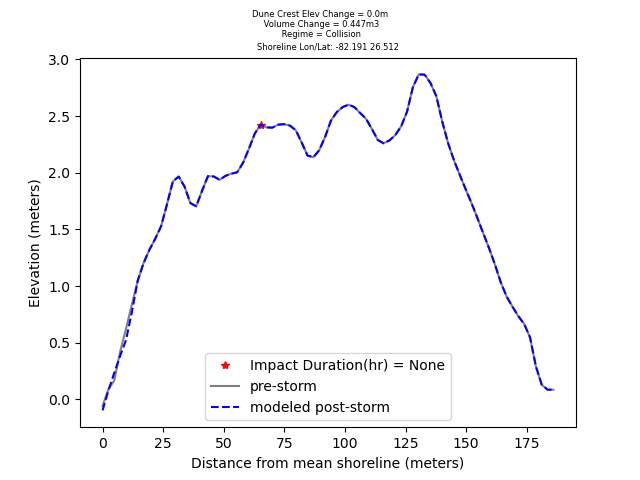 Dune Crest Elev Change = 0.0m
Volume Change = 0.447m3
Regime = Collision
Shoreline Lon/Lat: -82.191 26.512
3.0
2.5
2.0
1.5
1.0
0.5
0.0
Elevation (meters)
Impact Duration(hr) = None
pre-storm
modeled post-storm
0 25 50 75 100 125 150 175
Distance from mean shoreline (meters)